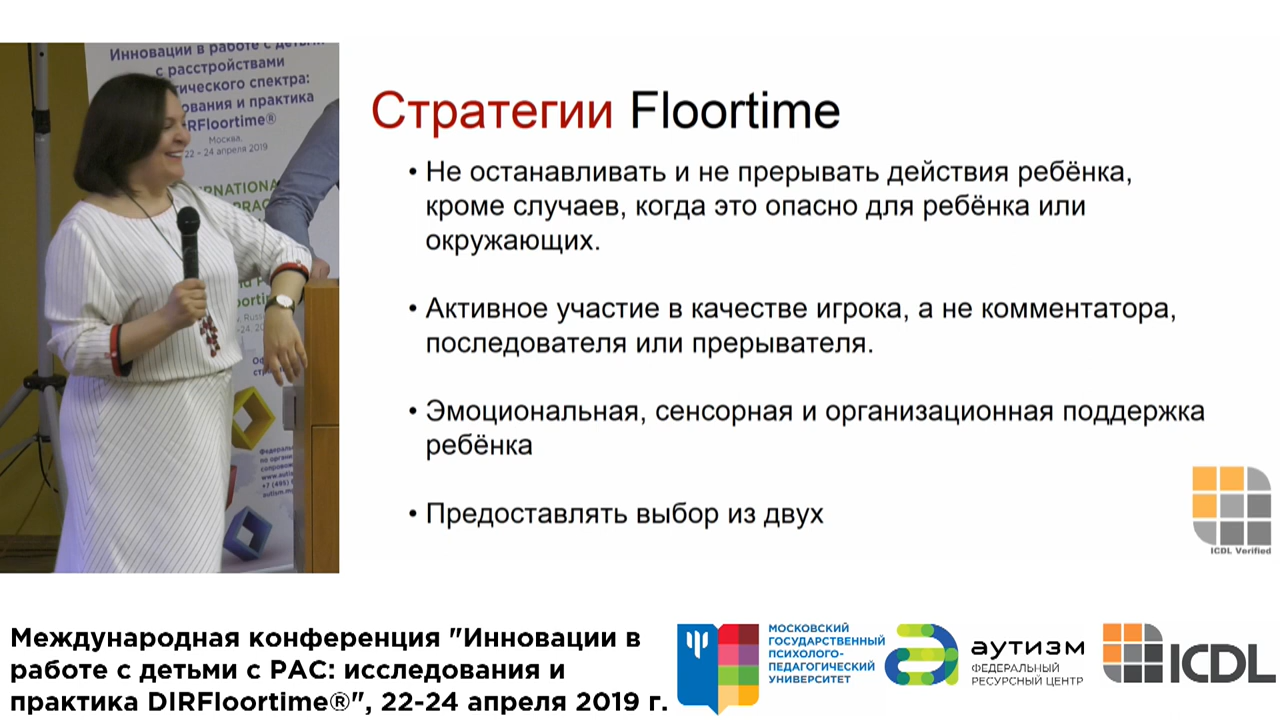 Инновации в работе с детьми
с расстройствами
спектра:
и практика
Москва,
22 – 24 апреля 2019
Стратегии Floortime
• Не останавливать и не прерывать действия ребёнка,
кроме случаев, когда это опасно для ребёнка или
окружающих.
• Активное участие в качестве игрока, а не комментатора,
последователя или прерывателя.
• Эмоциональная, сенсорная и организационная поддержка
ребёнка
• Предоставлять выбор из двух
ICDL Verified
Международная конференция "Инновации в
работе с детьми с РАС: исследования и
практика DIRFloortime®", 22-24 апреля 2019 г.
МОСКОВСКИЙ
ГОСУДАРСТВЕННЫЙ
ПСИХОЛОГО-
ПЕДАГОГИЧЕСКИЙ
УНИВЕРСИТЕТ
аутизм
ФЕДЕРАЛЬНЫЙ
РЕСУРСНЫЙ ЦЕНТР
ICDL